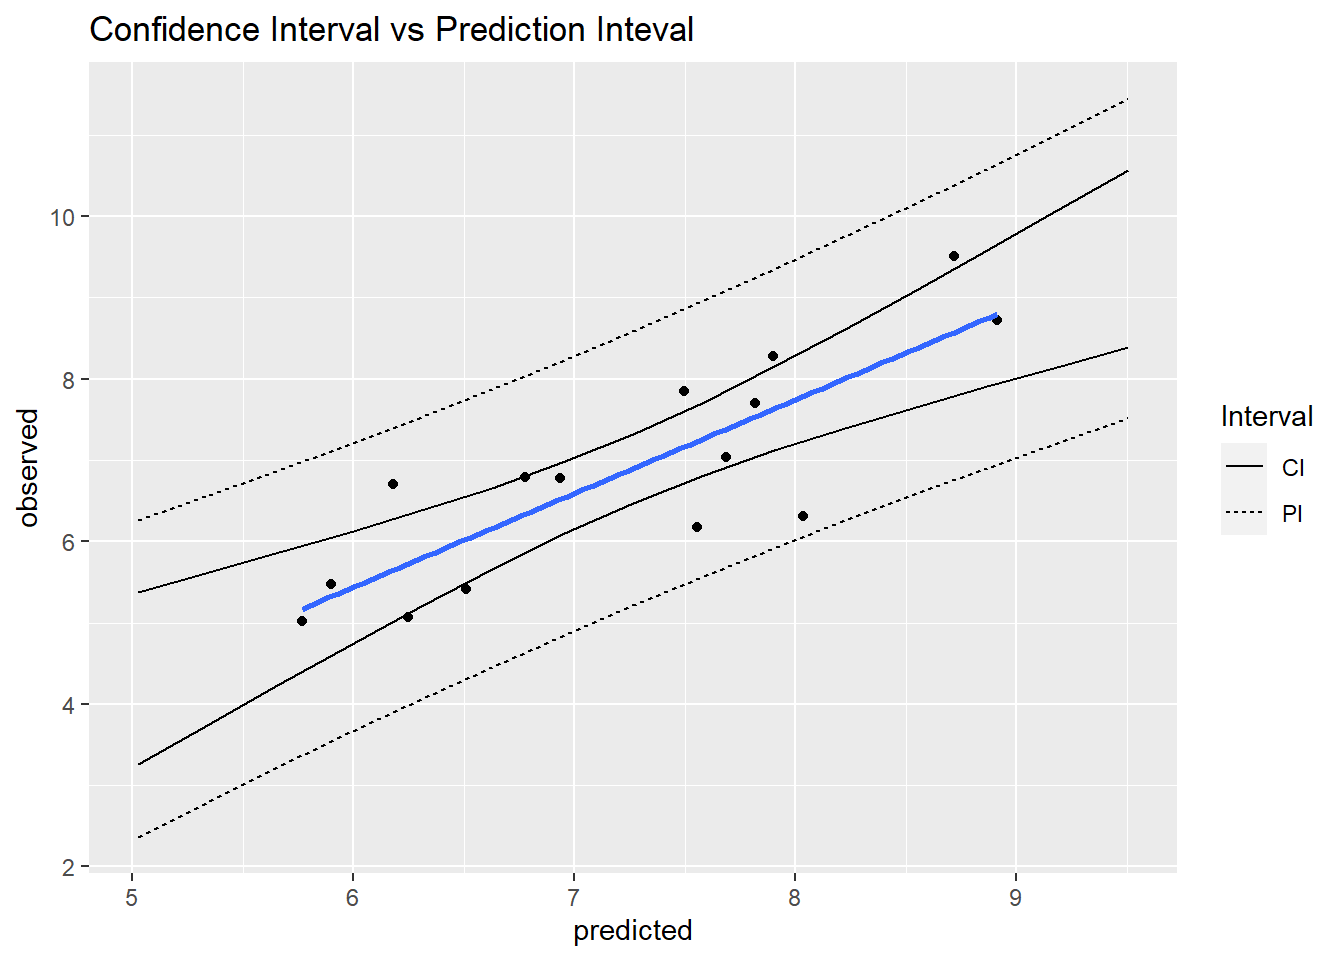 Confidence Interval vs Prediction Inteval
observed
10
8
6
4
2
5 6 7 8 9
predicted
Interval
CI
PI